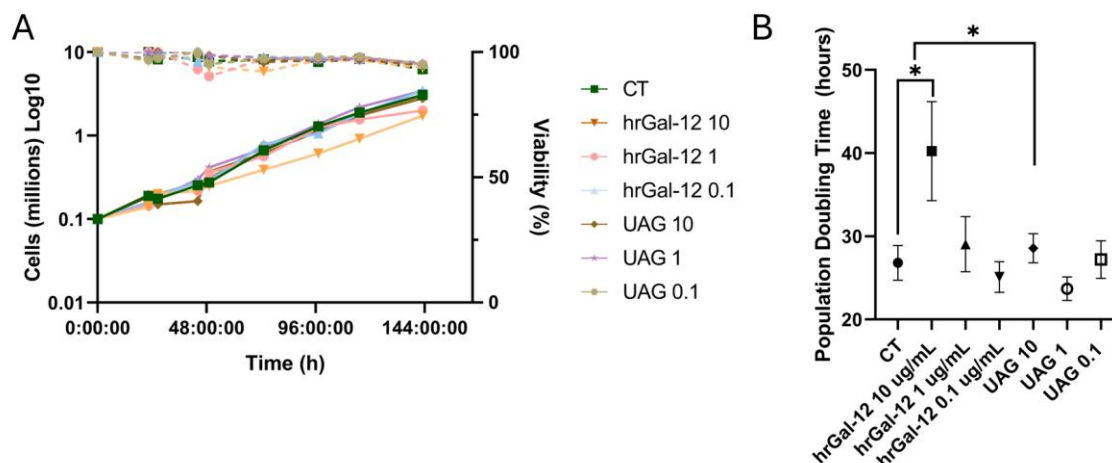 A
Cells (millions) Log10
10
1
0.1
0.01
100
50
0
Viability (%)
0:00:00 48:00:00 96:00:00 144:00:00
Time (h)
CT
hrGal-12 10
hrGal-12 1
hrGal-12 0.1
UAG 10
UAG 1
UAG 0.1
B
Population Doubling Time (hours)
50
40
30
20
*
*
CT
hrGal-12 10 ug/mL
hrGal-12 1 ug/mL
hrGal-12 0.1 ug/mL
UAG 10
UAG 1
UAG 0.1